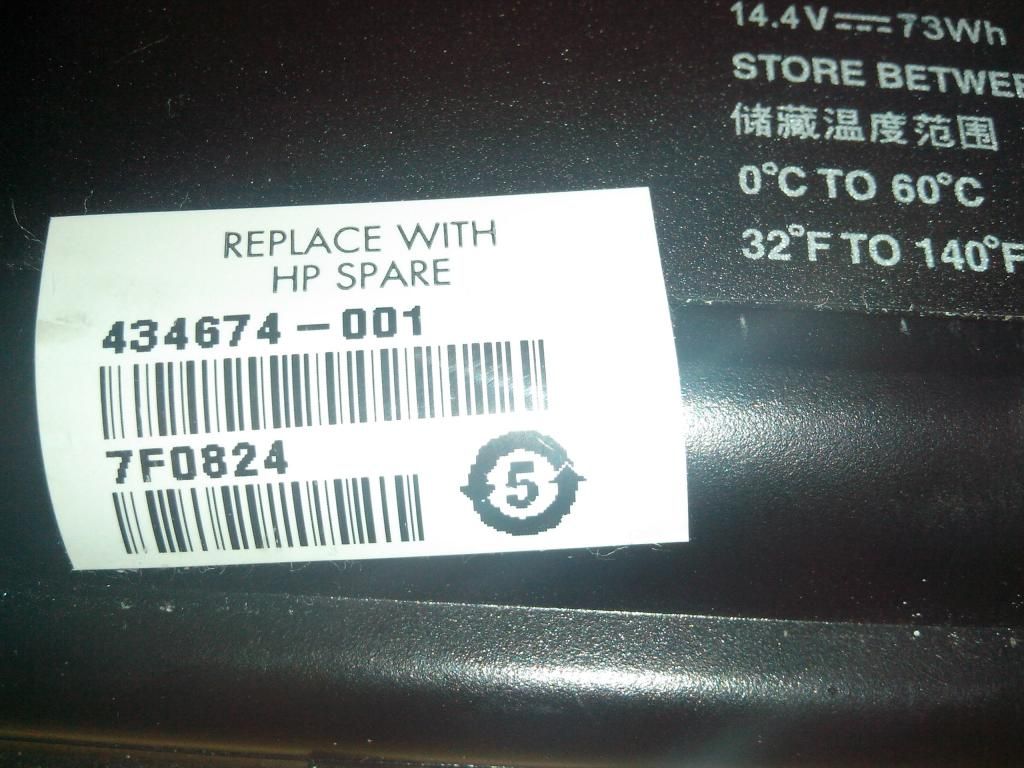 14.4V⎓73Wh
STORE BETWEE
储藏温度范围
0°C TO 60°C
32°F TO 140°F
REPLACE WITH
HP SPARE
434674-001
7F0824
5